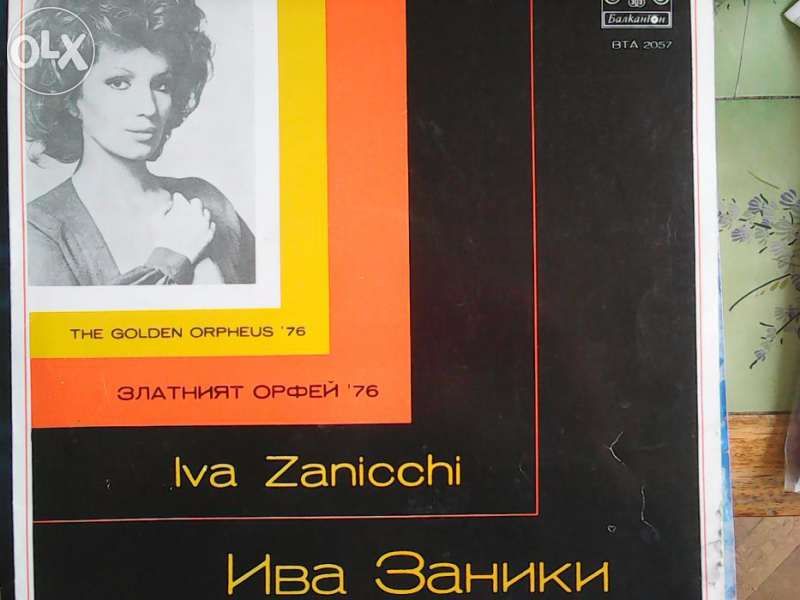 OLX
Балкантон
ВТА 2057
THE GOLDEN ORPHEUS '76
ЗЛАТНИЯТ ОРФЕЙ '76
Iva Zanicchi
Ива Заники